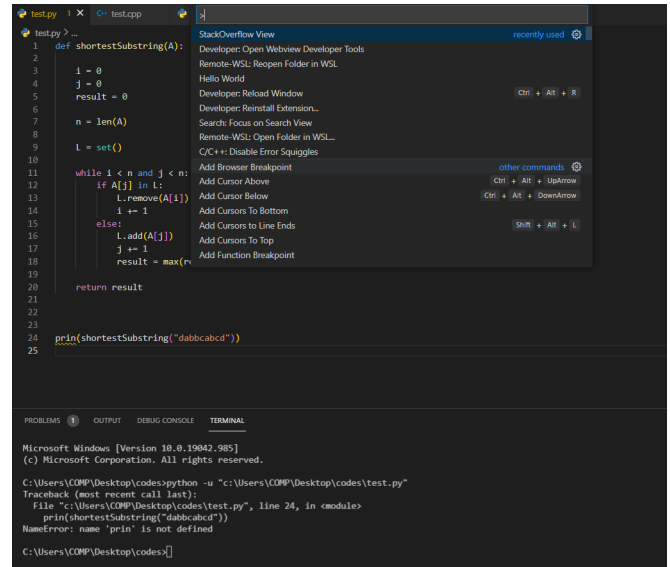 test.py 1 X test.cpp
>
test.py > ...
StackOverflow View recently used
Developer: Open Webview Developer Tools
Remote-WSL: Reopen Folder in WSL
Hello World
Developer: Reload Window Ctrl + Alt + R
Developer: Reinstall Extension...
Search: Focus on Search View
Remote-WSL: Open Folder in WSL...
C/C++: Disable Error Squiggles
Add Browser Breakpoint other commands
Add Cursor Above Ctrl + Alt + UpArrow
Add Cursor Below Ctrl + Alt + DownArrow
Add Cursors To Bottom
Add Cursors to Line Ends Shift + Alt + L
Add Cursors To Top
Add Function Breakpoint
1 def shortestSubstring(A):
2
3 i = 0
4 j = 0
5 result = 0
6
7 n = len(A)
8
9 L = set()
10
11 while i < n and j < n:
12 if A[j] in L:
13 L.remove(A[i])
14 i += 1
15 else:
16 L.add(A[j])
17 j += 1
18 result = max(
19
20 return result
21
22
23
24 prin(shortestSubstring("dabbcabcd"))
25
PROBLEMS 1 OUTPUT DEBUG CONSOLE TERMINAL
Microsoft Windows [Version 10.0.19042.985]
(c) Microsoft Corporation. All rights reserved.
C:\Users\COMP\Desktop\codes>python -u "c:\Users\COMP\Desktop\codes\test.py"
Traceback (most recent call last):
File "c:\Users\COMP\Desktop\codes\test.py", line 24, in <module>
prin(shortestSubstring("dabbcabcd"))
NameError: name 'prin' is not defined
C:\Users\COMP\Desktop\codes>